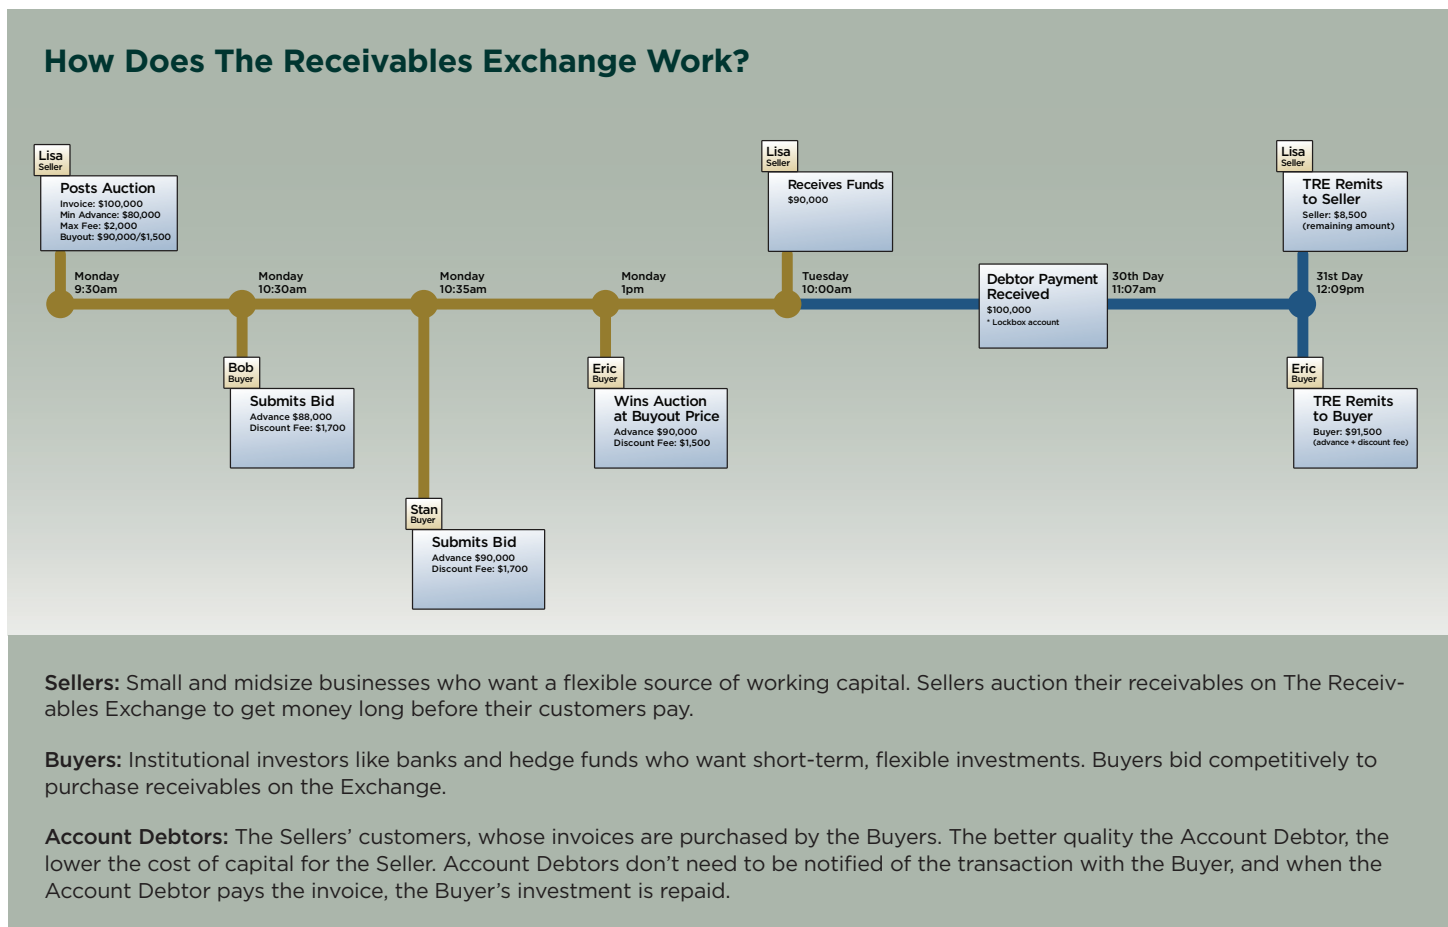 How Does The Receivables Exchange Work?
Lisa
Seller
Posts Auction
Invoice: $100,000
Min Advance: $80,000
Max Fee: $2,000
Buyout: $90,000/$1,500
Monday
9:30am
Monday
10:30am
Bob
Buyer
Submits Bid
Advance $88,000
Discount Fee: $1,700
Monday
10:35am
Stan
Buyer
Submits Bid
Advance $90,000
Discount Fee: $1,700
Monday
1pm
Eric
Buyer
Wins Auction
at Buyout Price
Advance $90,000
Discount Fee: $1,500
Lisa
Seller
Receives Funds
$90,000
Tuesday
10:00am
Debtor Payment
Received
$100,000
* Lockbox account
30th Day
11:07am
Lisa
Seller
TRE Remits
to Seller
Seller: $8,500
(remaining amount)
31st Day
12:09pm
Eric
Buyer
TRE Remits
to Buyer
Buyer: $91,500
(advance + discount fee)
Sellers: Small and midsize businesses who want a flexible source of working capital. Sellers auction their receivables on The Receiv-
ables Exchange to get money long before their customers pay.
Buyers: Institutional investors like banks and hedge funds who want short-term, flexible investments. Buyers bid competitively to
purchase receivables on the Exchange.
Account Debtors: The Sellers’ customers, whose invoices are purchased by the Buyers. The better quality the Account Debtor, the
lower the cost of capital for the Seller. Account Debtors don’t need to be notified of the transaction with the Buyer, and when the
Account Debtor pays the invoice, the Buyer’s investment is repaid.